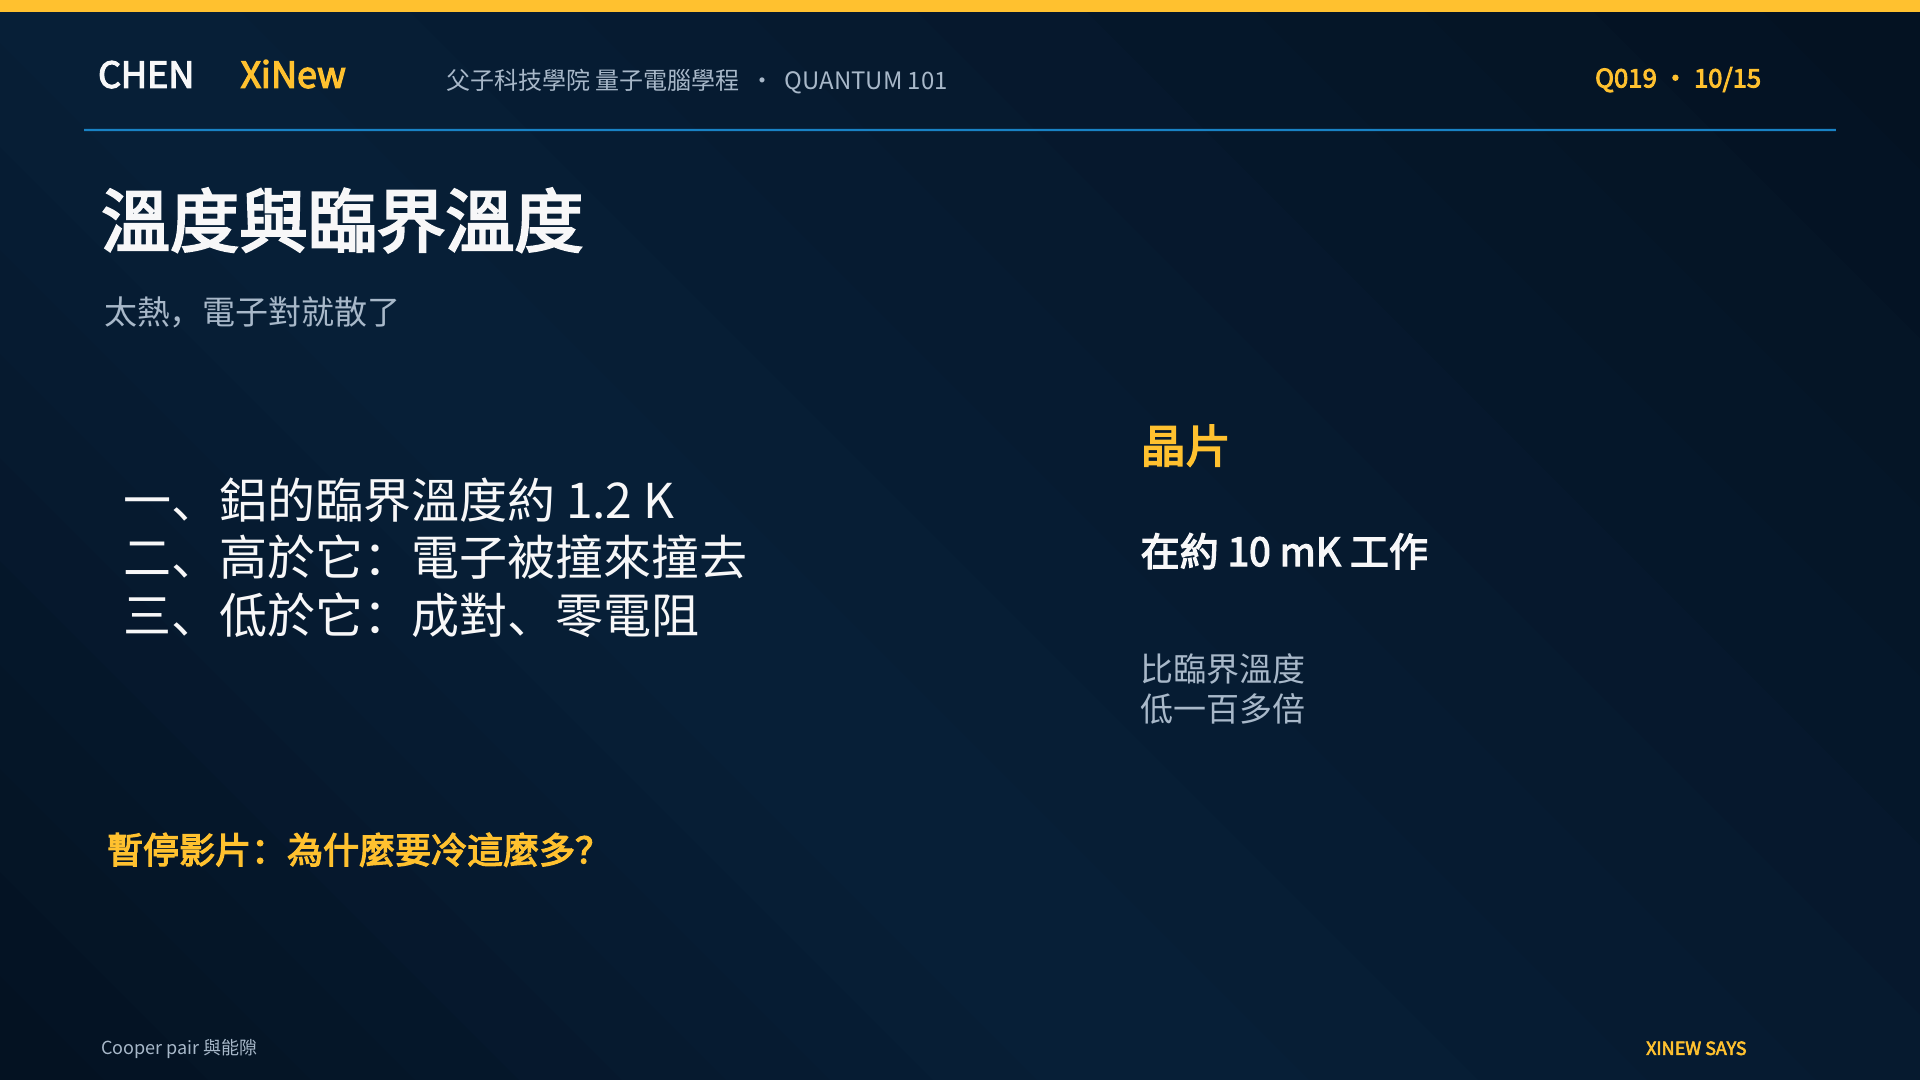 CHEN XiNew 父子科技學院 量子電腦學程 · QUANTUM 101 Q019 · 10/15
溫度與臨界溫度
太熱，電子對就散了
一、鋁的臨界溫度約 1.2 K
二、高於它：電子被撞來撞去
三、低於它：成對、零電阻
晶片
在約 10 mK 工作
比臨界溫度
低一百多倍
暫停影片：為什麼要冷這麼多？
Cooper pair 與能隙
XINEW SAYS